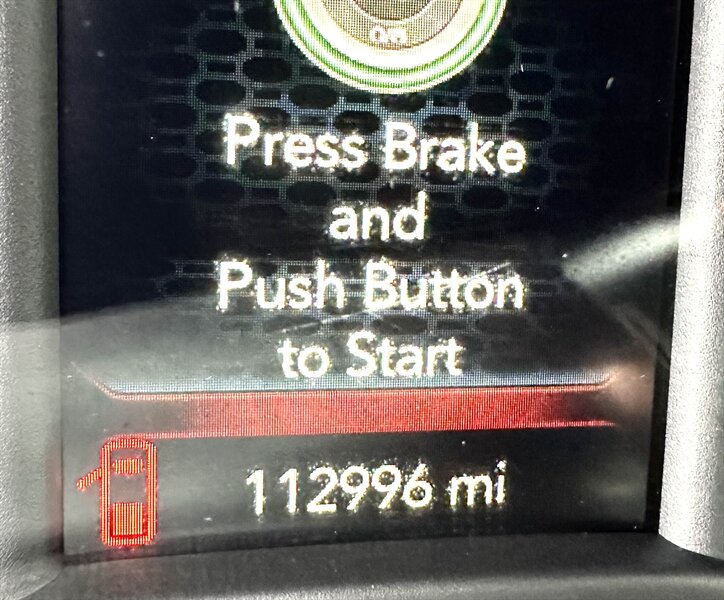 Press Brake
and
Push Button
to Start
112996 mi